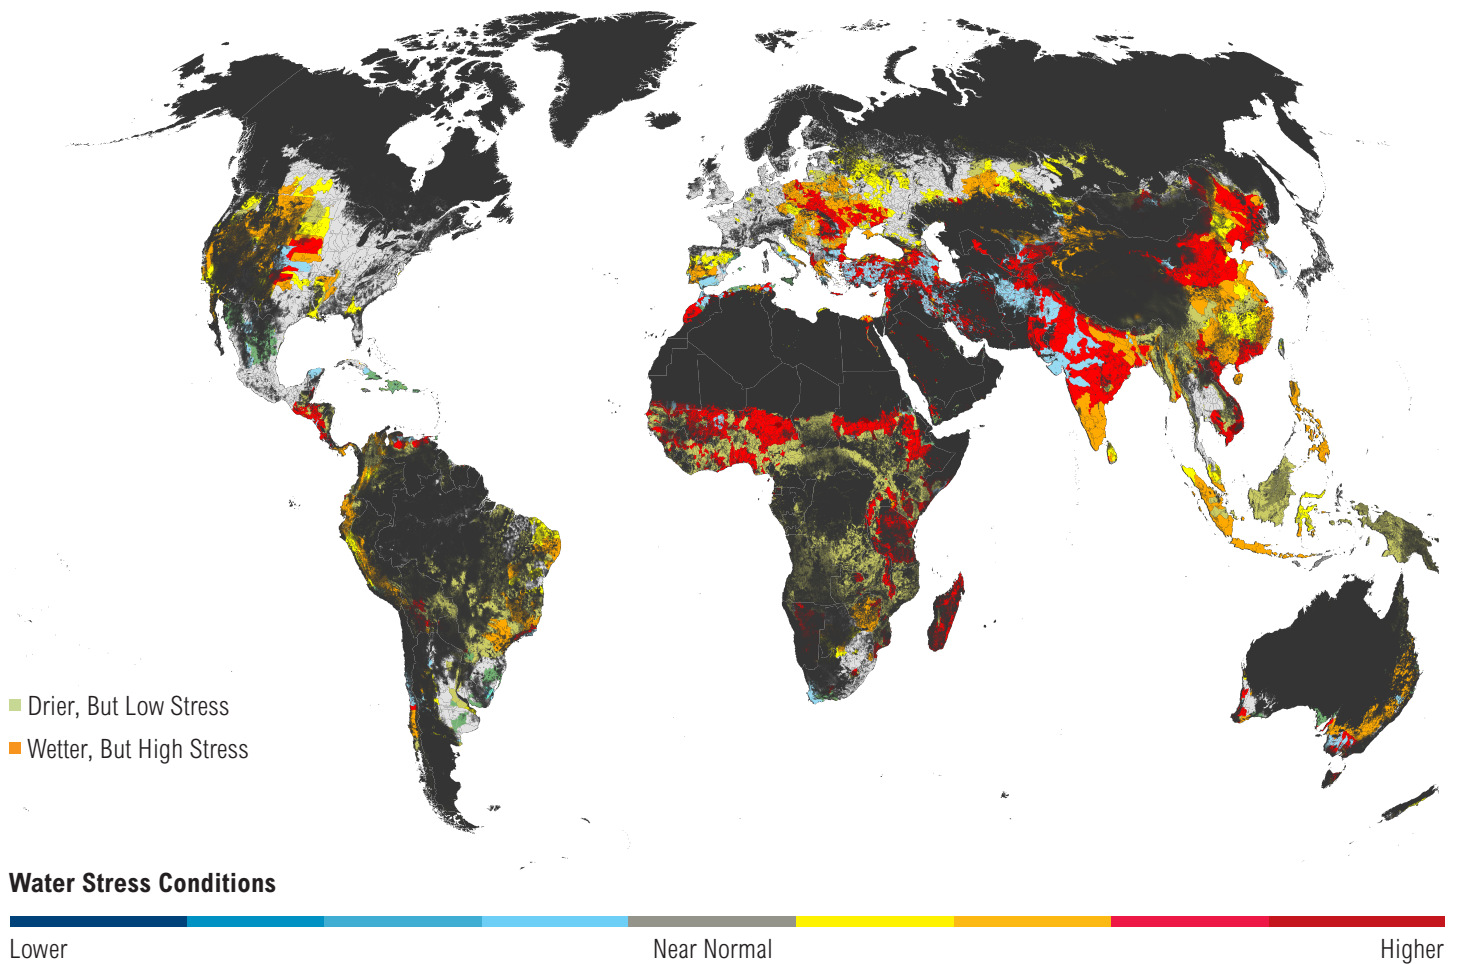 Drier, But Low Stress
Wetter, But High Stress
Water Stress Conditions
Lower
Near Normal
Higher